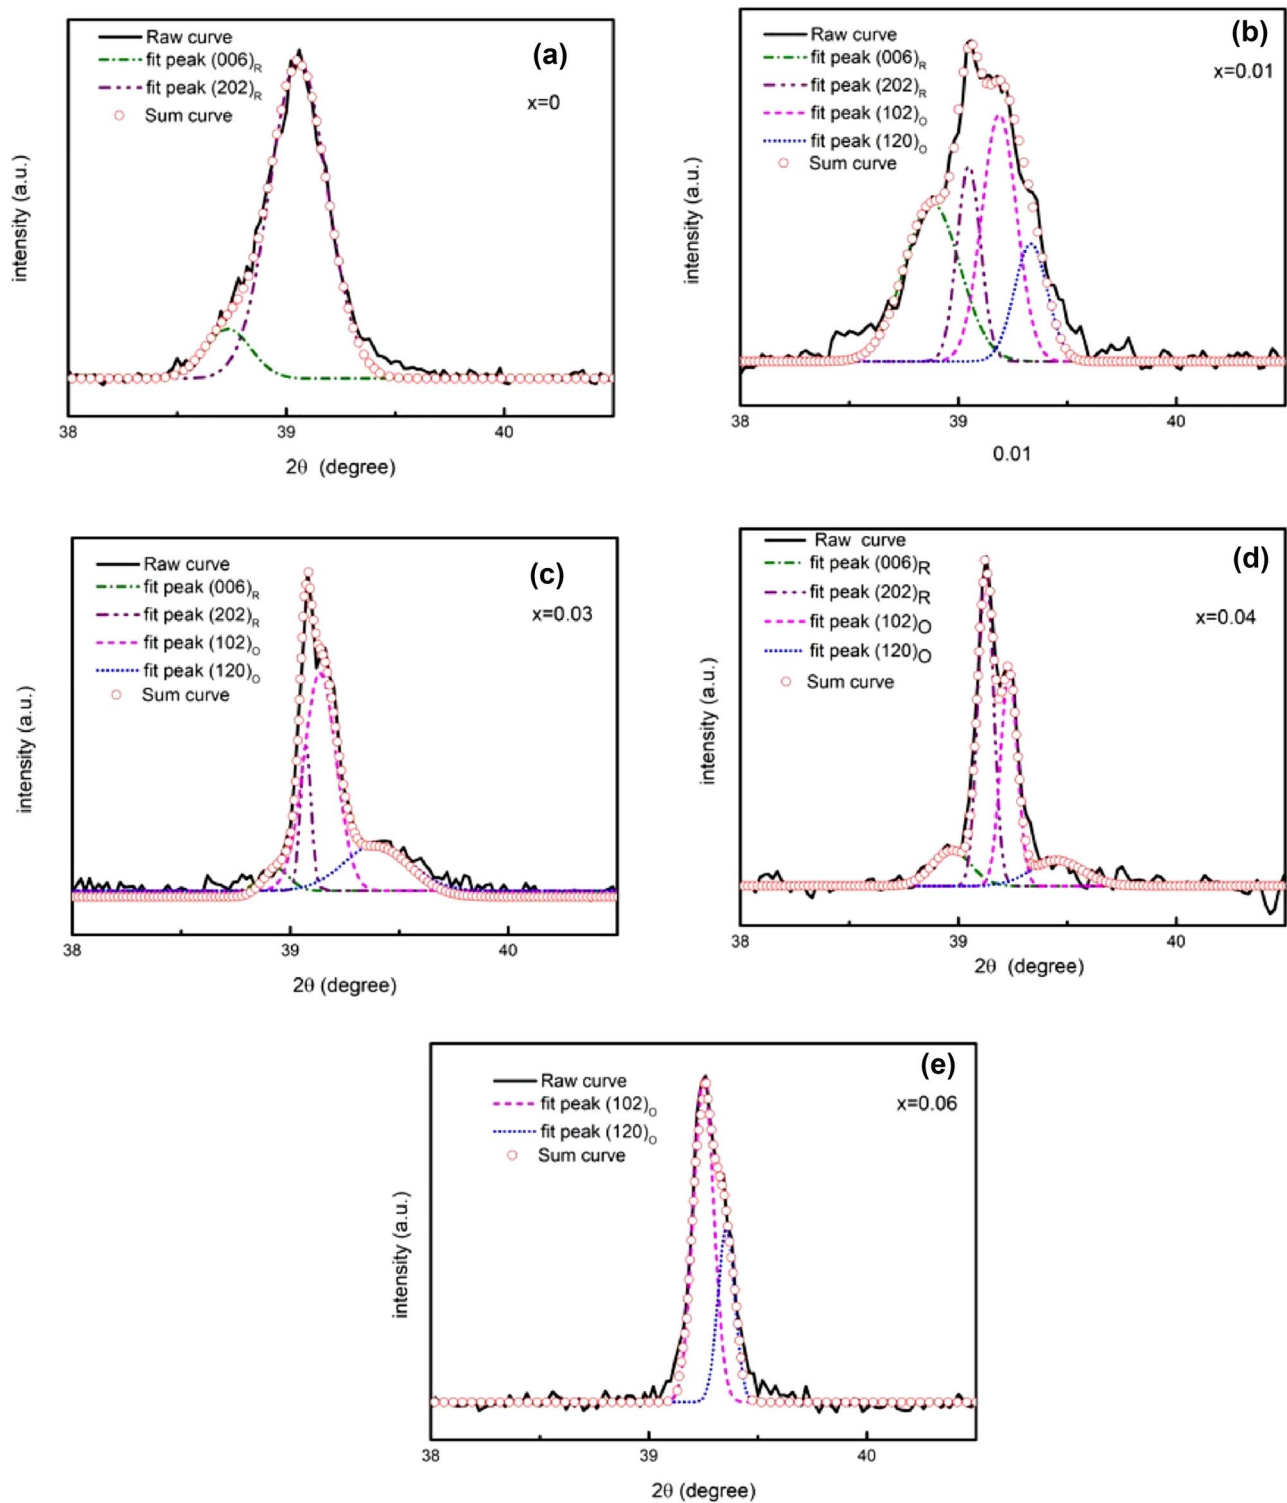 Raw curve
fit peak (006)R
fit peak (202)R
Sum curve
(a)
x=0
intensity (a.u.)
38
39
40
2θ (degree)
Raw curve
fit peak (006)R
fit peak (202)R
fit peak (102)O
fit peak (120)O
Sum curve
(b)
x=0.01
intensity (a.u.)
38
39
40
0.01
Raw curve
fit peak (006)R
fit peak (202)R
fit peak (102)O
fit peak (120)O
Sum curve
(c)
x=0.03
intensity (a.u.)
38
39
40
2θ (degree)
Raw curve
fit peak (006)R
fit peak (202)R
fit peak (102)O
fit peak (120)O
Sum curve
(d)
x=0.04
intensity (a.u.)
38
39
40
2θ (degree)
Raw curve
fit peak (102)O
fit peak (120)O
Sum curve
(e)
x=0.06
intensity (a.u.)
38
39
40
2θ (degree)